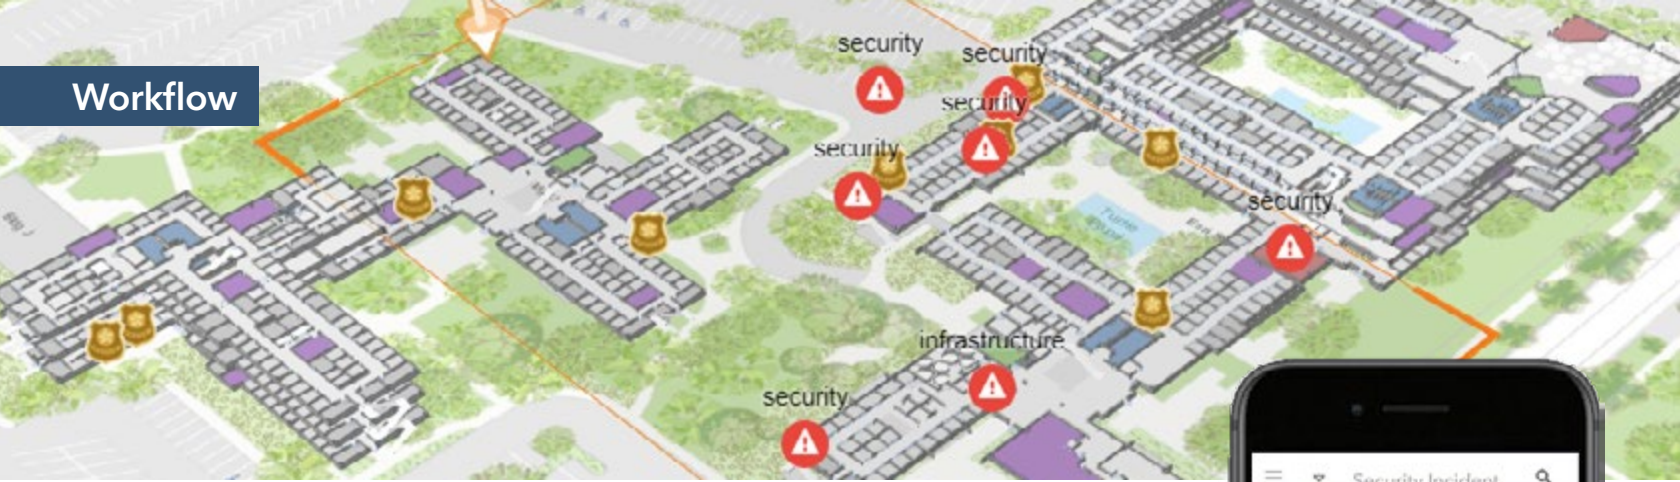 Workflow
security
security
security
security
security
infrastructure
security
Security Incident